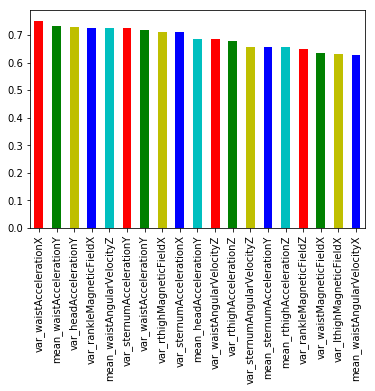 0.7
0.6
0.5
0.4
0.3
0.2
0.1
0.0
var_waistAccelerationX
mean_waistAccelerationY
var_headAccelerationY
var_rankleMagneticFieldX
mean_waistAngularVelocityZ
var_sternumAccelerationY
var_waistAccelerationY
var_rthighMagneticFieldX
var_sternumAccelerationX
mean_headAccelerationY
var_waistAngularVelocityZ
var_rthighAccelerationZ
var_sternumAngularVelocityZ
mean_sternumAccelerationY
mean_rthighAccelerationZ
var_rankleMagneticFieldZ
var_waistMagneticFieldX
var_lthighMagneticFieldX
mean_waistAngularVelocityX